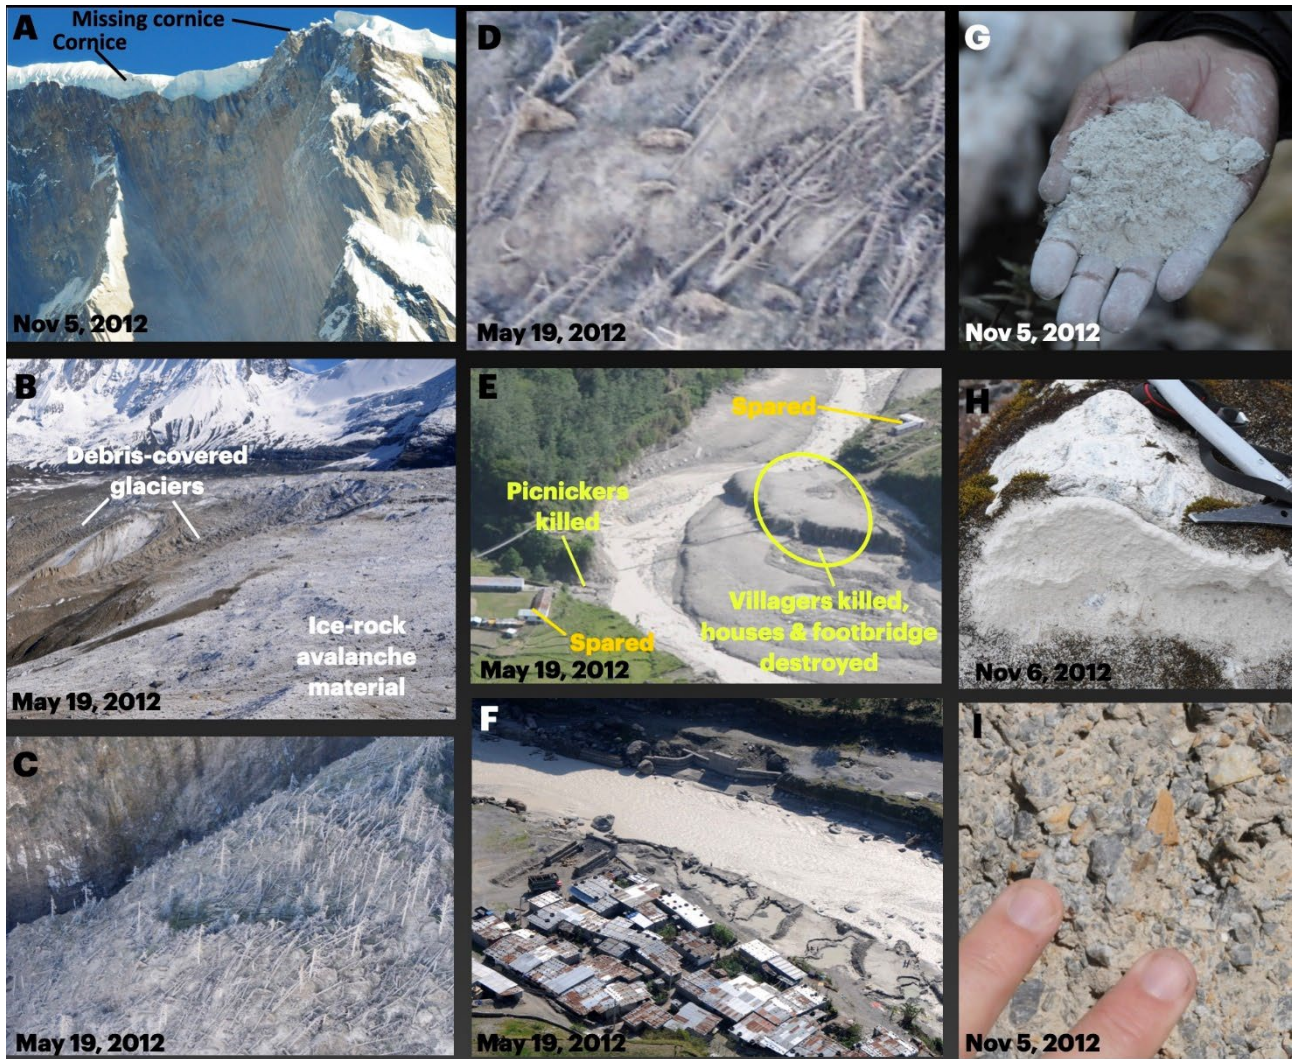 A
Missing cornice
Cornice
Nov 5, 2012
B
Debris-covered
glaciers
Ice-rock
avalanche
material
May 19, 2012
C
May 19, 2012
D
May 19, 2012
E
Spared
Picnickers
killed
Villagers killed,
houses & footbridge
destroyed
Spared
May 19, 2012
F
May 19, 2012
G
Nov 5, 2012
H
Nov 6, 2012
I
Nov 5, 2012